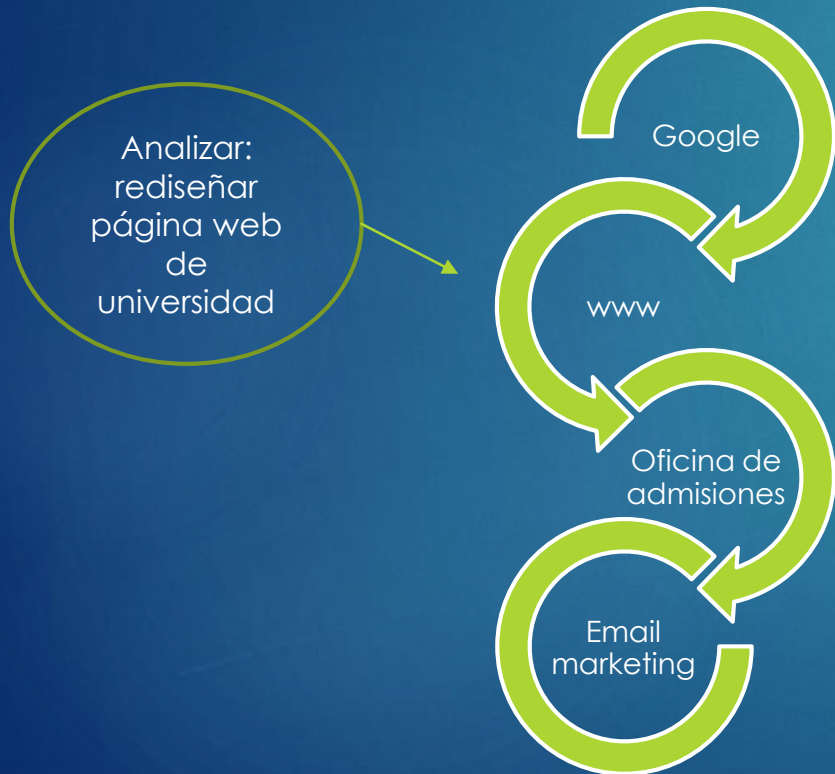 Analizar:
rediseñar
página web
de
universidad
Google
www
Oficina de
admisiones
Email
marketing